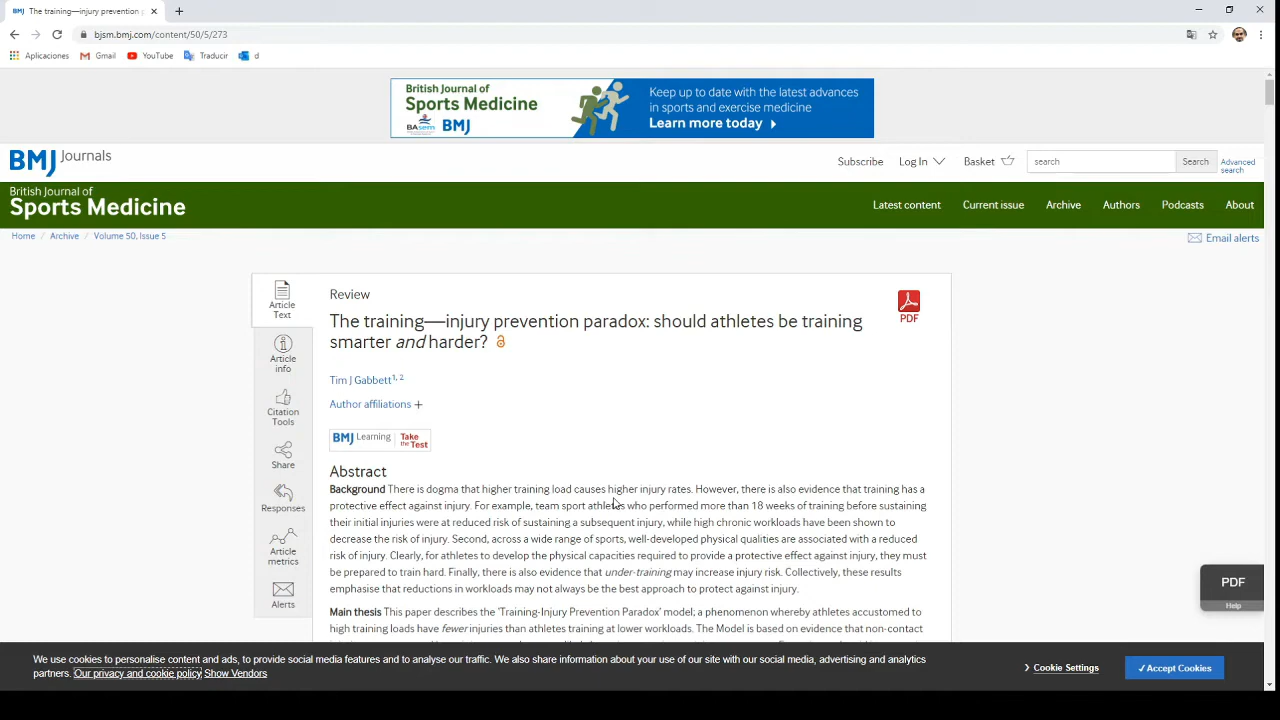 BMJ The training—injury prevention p
bjsm.bmj.com/content/50/5/273
Aplicaciones Gmail YouTube Traducir d
British Journal of
Sports Medicine
BAsem BMJ
Keep up to date with the latest advances
in sports and exercise medicine
Learn more today
BMJ Journals
Subscribe Log In Basket search Search Advanced search
British Journal of
Sports Medicine
Latest content Current issue Archive Authors Podcasts About
Home / Archive / Volume 50, Issue 5
Email alerts
Article
Text
Article
info
Citation
Tools
Share
Responses
Article
metrics
Alerts
Review
PDF
The training—injury prevention paradox: should athletes be training
smarter and harder?
Tim J Gabbett1, 2
Author affiliations +
BMJ Learning Take the Test
Abstract
Background There is dogma that higher training load causes higher injury rates. However, there is also evidence that training has a
protective effect against injury. For example, team sport athletes who performed more than 18 weeks of training before sustaining
their initial injuries were at reduced risk of sustaining a subsequent injury, while high chronic workloads have been shown to
decrease the risk of injury. Second, across a wide range of sports, well-developed physical qualities are associated with a reduced
risk of injury. Clearly, for athletes to develop the physical capacities required to provide a protective effect against injury, they must
be prepared to train hard. Finally, there is also evidence that under-training may increase injury risk. Collectively, these results
emphasise that reductions in workloads may not always be the best approach to protect against injury.
Main thesis This paper describes the ‘Training-Injury Prevention Paradox’ model; a phenomenon whereby athletes accustomed to
high training loads have fewer injuries than athletes training at lower workloads. The Model is based on evidence that non-contact
PDF
Help
We use cookies to personalise content and ads, to provide social media features and to analyse our traffic. We also share information about your use of our site with our social media, advertising and analytics
partners. Our privacy and cookie policy Show Vendors
Cookie Settings
✓ Accept Cookies